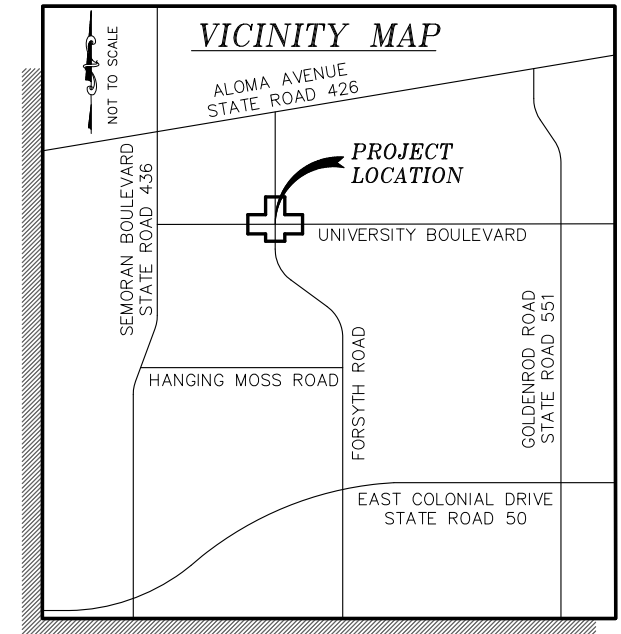 VICINITY MAP
NOT TO SCALE
ALOMA AVENUE
STATE ROAD 426
PROJECT
LOCATION
SEMORAN BOULEVARD
STATE ROAD 436
UNIVERSITY BOULEVARD
HANGING MOSS ROAD
FORSYTH ROAD
GOLDENROD ROAD
STATE ROAD 551
EAST COLONIAL DRIVE
STATE ROAD 50